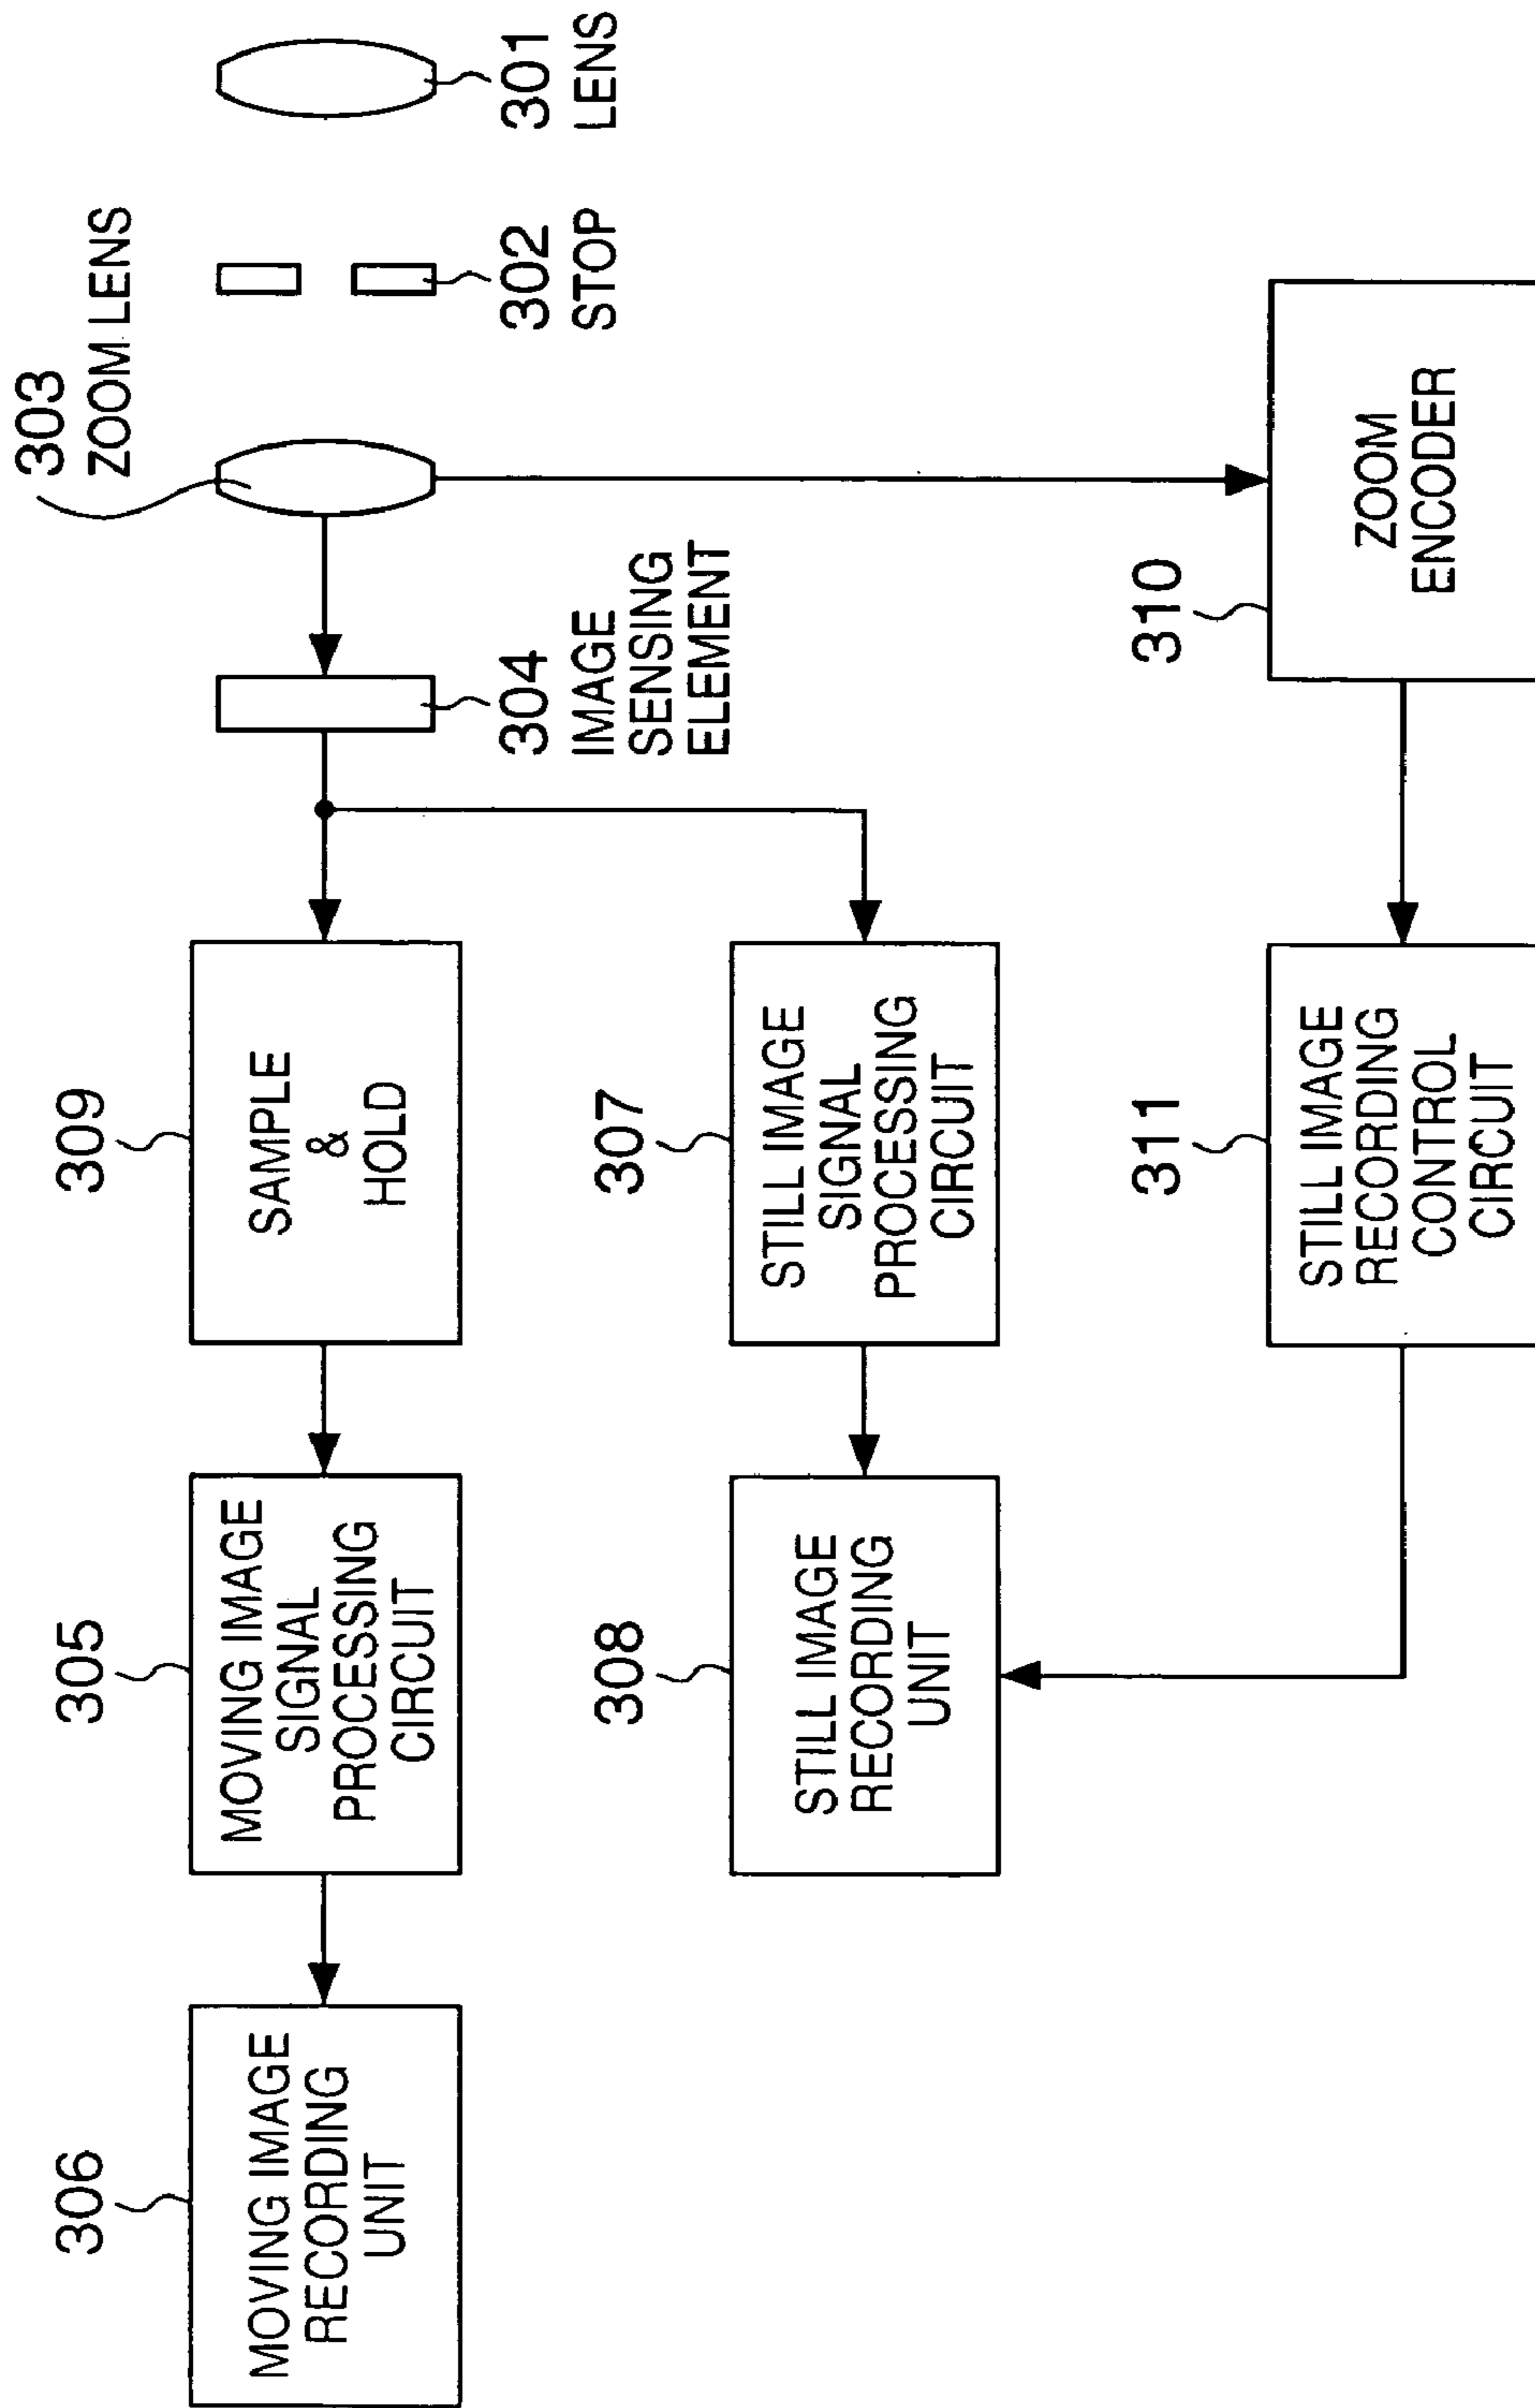 306
MOVING IMAGE
RECORDING
UNIT
305
MOVING IMAGE
SIGNAL
PROCESSING
CIRCUIT
309
SAMPLE
&
HOLD
303
ZOOM LENS
304
IMAGE
SENSING
ELEMENT
302
STOP
301
LENS
308
STILL IMAGE
RECORDING
UNIT
307
STILL IMAGE
SIGNAL
PROCESSING
CIRCUIT
311
STILL IMAGE
RECORDING
CONTROL
CIRCUIT
310
ZOOM
ENCODER